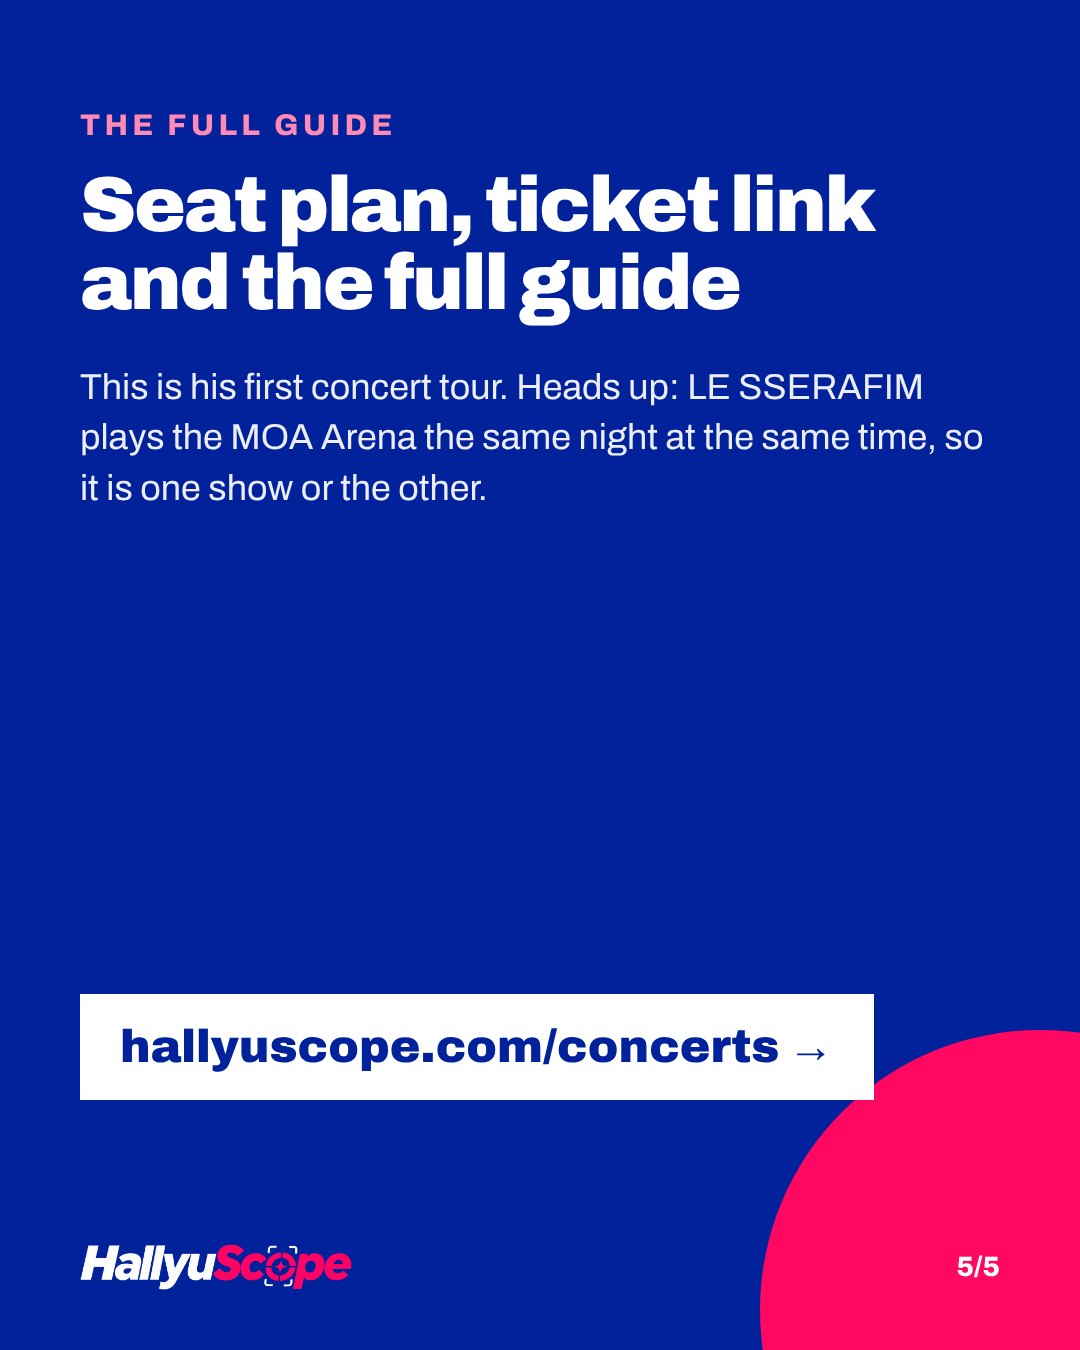 THE FULL GUIDE
Seat plan, ticket link
and the full guide
This is his first concert tour. Heads up: LE SSERAFIM
plays the MOA Arena the same night at the same time, so
it is one show or the other.
hallyuscope.com/concerts →
HallyuScope
5/5